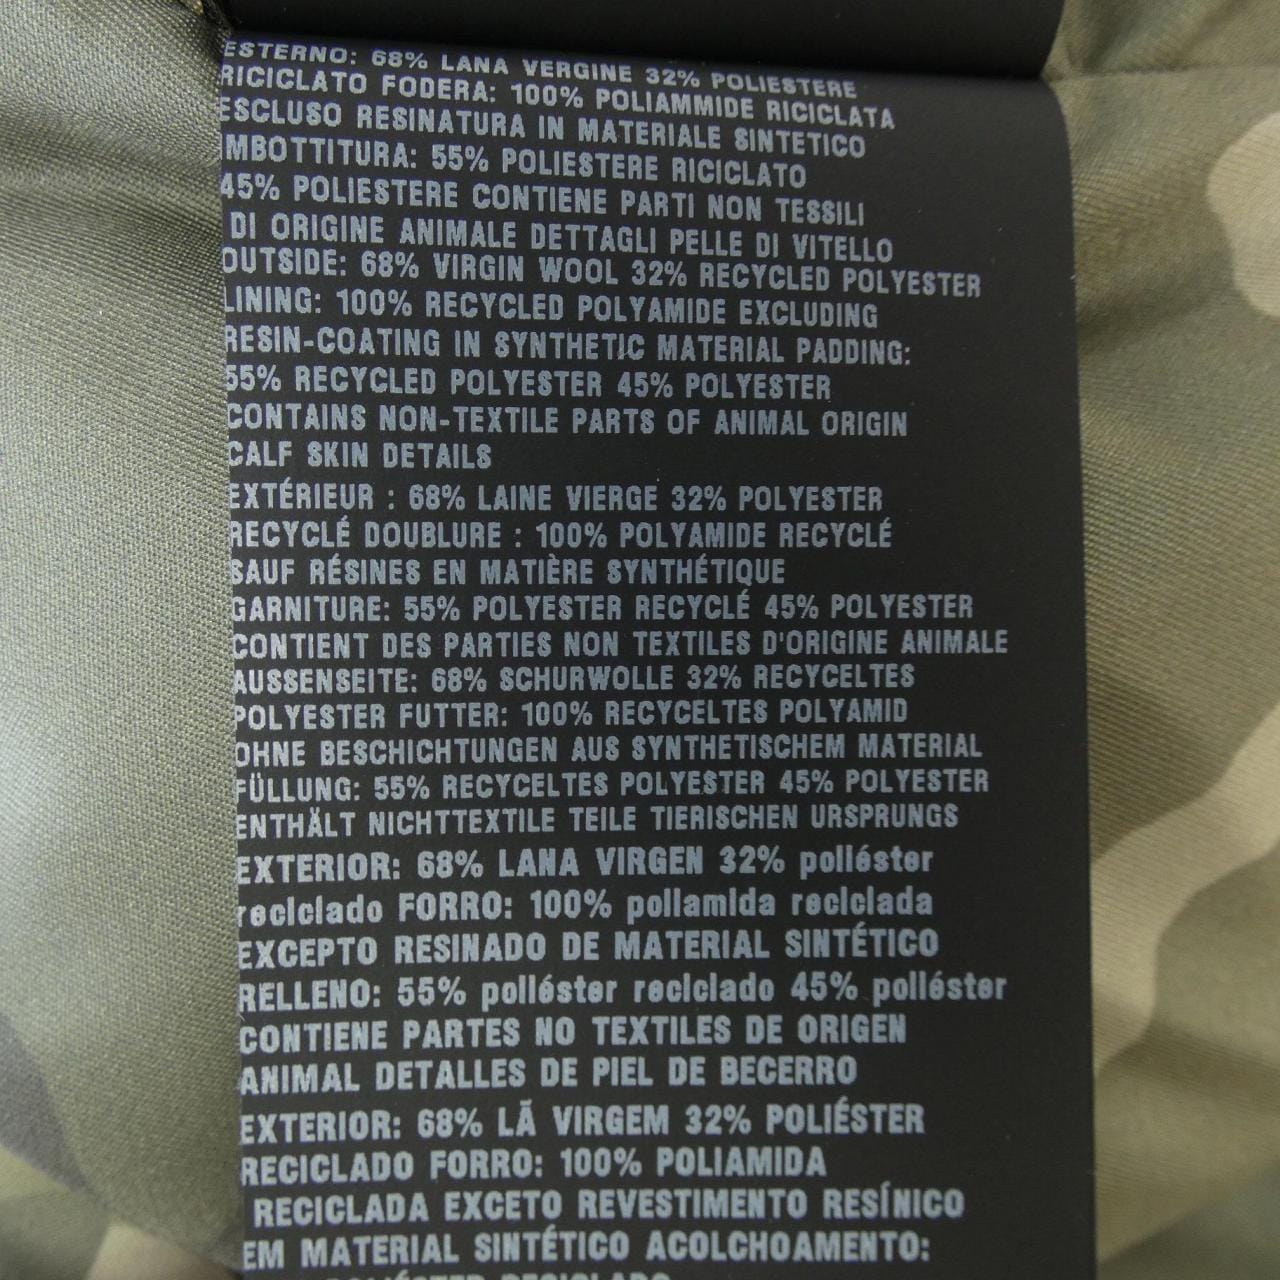 ESTERNO: 68% LANA VERGINE 32% POLIESTERE
RICICLATO FODERA: 100% POLIAMMIDE RICICLATA
ESCLUSO RESINATURA IN MATERIALE SINTETICO
MBOTTITURA: 55% POLIESTERE RICICLATO
45% POLIESTERE CONTIENE PARTI NON TESSILI
DI ORIGINE ANIMALE DETTAGLI PELLE DI VITELLO
OUTSIDE: 68% VIRGIN WOOL 32% RECYCLED POLYESTER
LINING: 100% RECYCLED POLYAMIDE EXCLUDING
RESIN-COATING IN SYNTHETIC MATERIAL PADDING:
55% RECYCLED POLYESTER 45% POLYESTER
CONTAINS NON-TEXTILE PARTS OF ANIMAL ORIGIN
CALF SKIN DETAILS
EXTÉRIEUR : 68% LAINE VIERGE 32% POLYESTER
RECYCLÉ DOUBLURE : 100% POLYAMIDE RECYCLÉ
SAUF RÉSINES EN MATIÈRE SYNTHÉTIQUE
GARNITURE: 55% POLYESTER RECYCLÉ 45% POLYESTER
CONTIENT DES PARTIES NON TEXTILES D'ORIGINE ANIMALE
AUSSENSEITE: 68% SCHURWOLLE 32% RECYCELTES
POLYESTER FUTTER: 100% RECYCELTES POLYAMID
OHNE BESCHICHTUNGEN AUS SYNTHETISCHEM MATERIAL
FÜLLUNG: 55% RECYCELTES POLYESTER 45% POLYESTER
ENTHÄLT NICHTTEXTILE TEILE TIERISCHEN URSPRUNGS
EXTERIOR: 68% LANA VIRGEN 32% poliéster
reciclado FORRO: 100% poliamida reciclada
EXCEPTO RESINADO DE MATERIAL SINTÉTICO
RELLENO: 55% poliéster reciclado 45% poliéster
CONTIENE PARTES NO TEXTILES DE ORIGEN
ANIMAL DETALLES DE PIEL DE BECERRO
EXTERIOR: 68% LÃ VIRGEM 32% POLIÉSTER
RECICLADO FORRO: 100% POLIAMIDA
RECICLADA EXCETO REVESTIMENTO RESÍNICO
EM MATERIAL SINTÉTICO ACOLCHOAMENTO:
POLIÉSTER RECICLADO